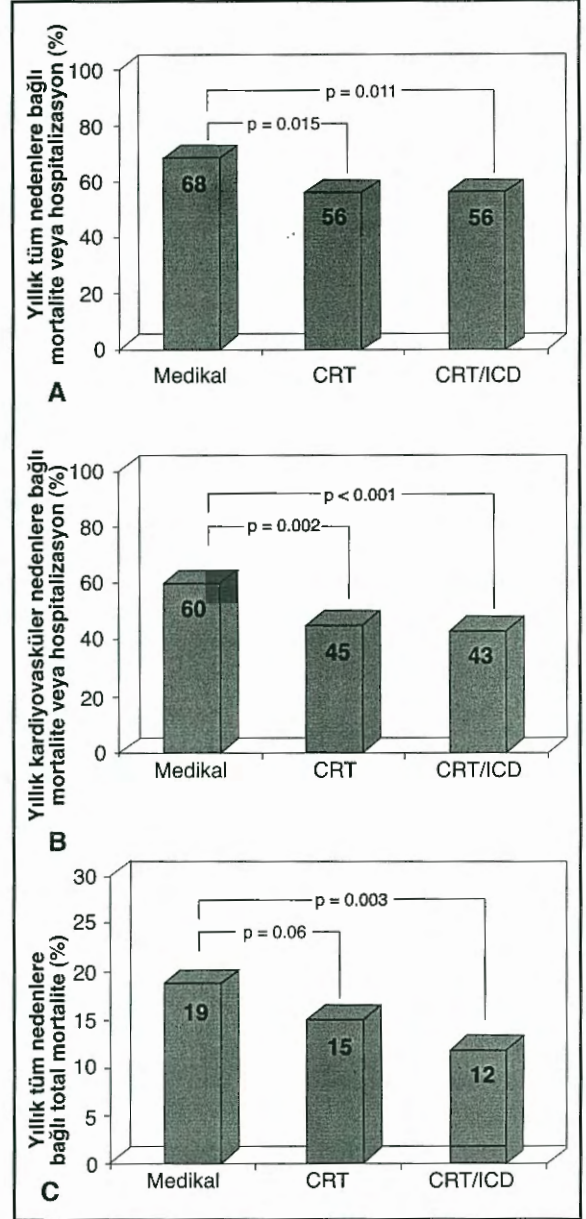 Yıllık tüm nedenlere bağlı
mortalite veya hospitalizasyon (%)
100
80
60
40
20
0
p = 0.011
p = 0.015
68
56
56
Medikal
CRT
CRT/ICD
A
Yıllık kardiyovasküler nedenlere bağlı
mortalite veya hospitalizasyon (%)
100
80
60
40
20
0
p < 0.001
p = 0.002
60
45
43
Medikal
CRT
CRT/ICD
B
Yıllık tüm nedenlere
bağlı total mortalite (%)
30
25
20
15
10
5
0
p = 0.003
p = 0.06
19
15
12
Medikal
CRT
CRT/ICD
C